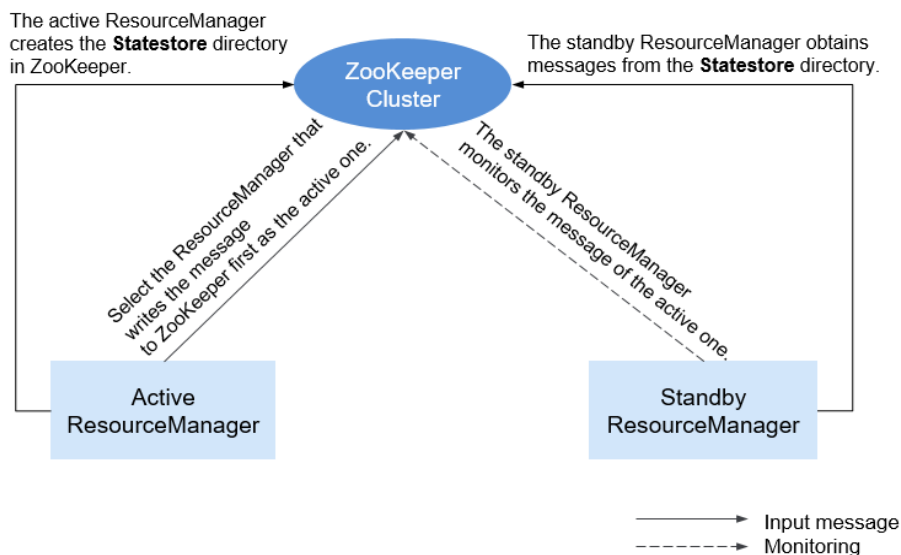 The active ResourceManager
creates the Statestore directory
in ZooKeeper.
The standby ResourceManager obtains
messages from the Statestore directory.
ZooKeeper
Cluster
Select the ResourceManager that
writes the message
to ZooKeeper first as the active one.
The standby ResourceManager
monitors the message of the active one.
Active
ResourceManager
Standby
ResourceManager
Input message
Monitoring